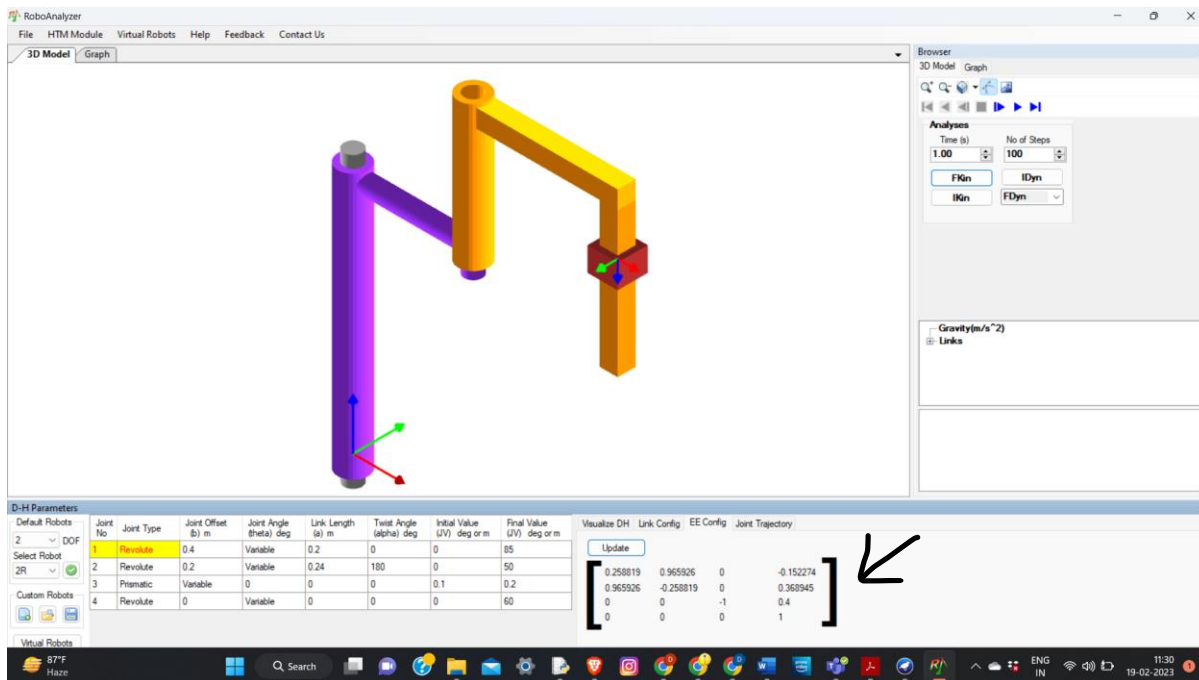 RoboAnalyzer
File HTM Module Virtual Robots Help Feedback Contact Us
3D Model Graph
Browser
3D Model Graph
Analyses
Time (s) No of Steps
1.00 100
FKin IDyn
IKin FDyn
Gravity(m/s^2)
Links
D-H Parameters
Default Robots
2 DOF
Select Robot
2R
Custom Robots
Virtual Robots
Joint No Joint Type Joint Offset (b) m Joint Angle (theta) deg Link Length (a) m Twist Angle (alpha) deg Initial Value (JV) deg or m Final Value (JV) deg or m
1 Revolute 0.4 Variable 0.2 0 0 85
2 Revolute 0.2 Variable 0.24 180 0 50
3 Prismatic Variable 0 0 0 0.1 0.2
4 Revolute 0 Variable 0 0 0 60
Visualize DH Link Config EE Config Joint Trajectory
Update
0.258819 0.965926 0 -0.152274
0.965926 -0.258819 0 0.368945
0 0 -1 0.4
0 0 0 1
87°F
Haze
Search
ENG
IN
11:30
19-02-2023
1